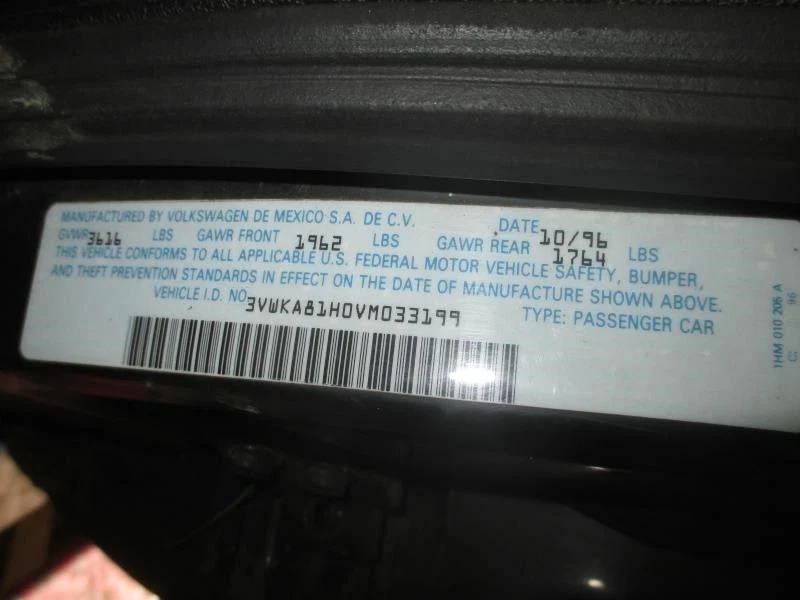 MANUFACTURED BY VOLKSWAGEN DE MEXICO S.A. DE C.V. DATE 10/96
GVWR 3616 LBS GAWR FRONT 1962 LBS GAWR REAR 1764 LBS
THIS VEHICLE CONFORMS TO ALL APPLICABLE U.S. FEDERAL MOTOR VEHICLE SAFETY, BUMPER,
AND THEFT PREVENTION STANDARDS IN EFFECT ON THE DATE OF MANUFACTURE SHOWN ABOVE.
VEHICLE I.D. NO. 3VWKA81H0VM033199 TYPE: PASSENGER CAR
1HM 010 205 A
96